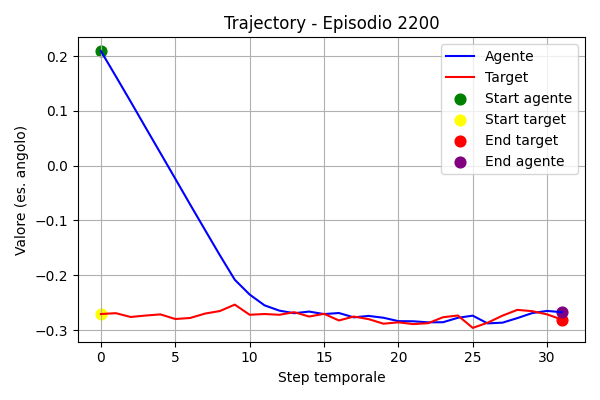 Trajectory - Episodio 2200
Valore (es. angolo)
0.2
0.1
0.0
−0.1
−0.2
−0.3
0 5 10 15 20 25 30
Step temporale
Agente
Target
Start agente
Start target
End target
End agente